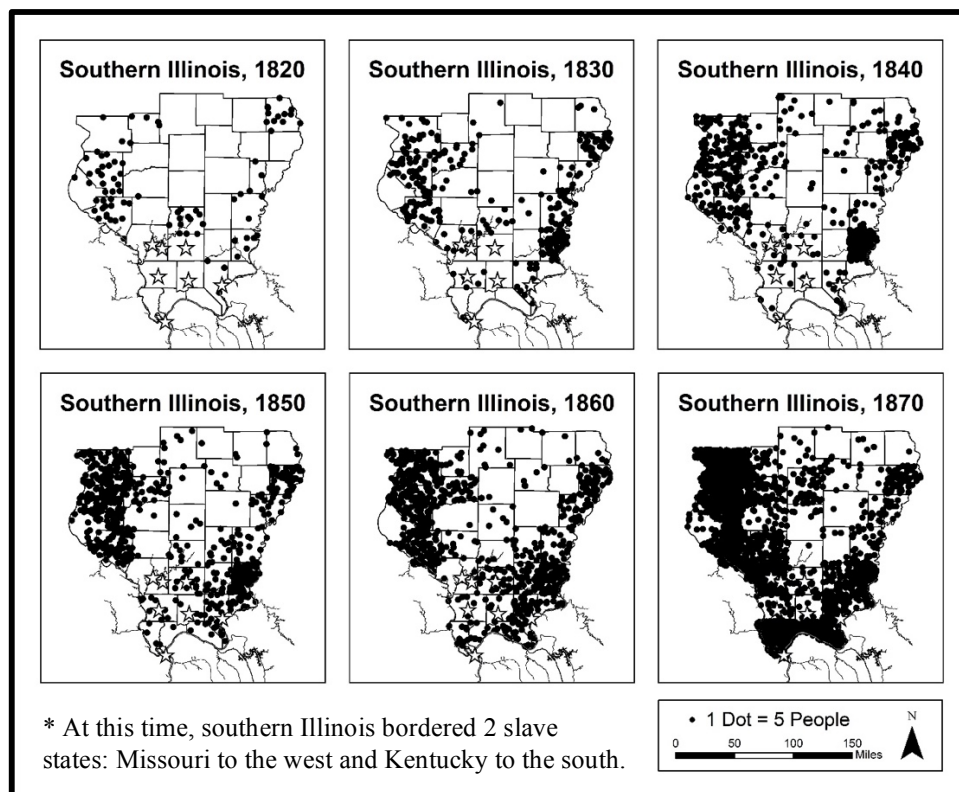 Southern Illinois, 1820
Southern Illinois, 1830
Southern Illinois, 1840
Southern Illinois, 1850
Southern Illinois, 1860
Southern Illinois, 1870
* At this time, southern Illinois bordered 2 slave
states: Missouri to the west and Kentucky to the south.
1 Dot = 5 People
N
0 50 100 150
Miles